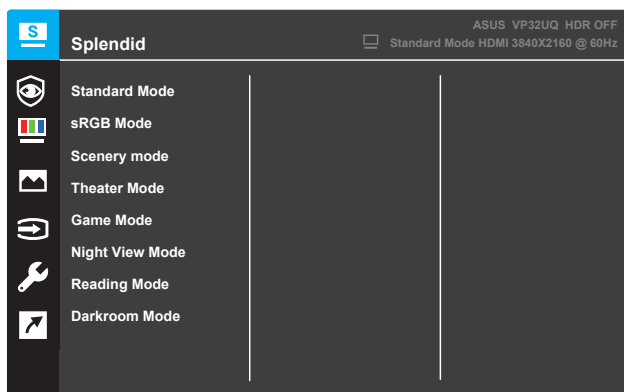 S
Splendid
ASUS VP32UQ HDR OFF
Standard Mode HDMI 3840X2160 @ 60Hz
Standard Mode
sRGB Mode
Scenery mode
Theater Mode
Game Mode
Night View Mode
Reading Mode
Darkroom Mode